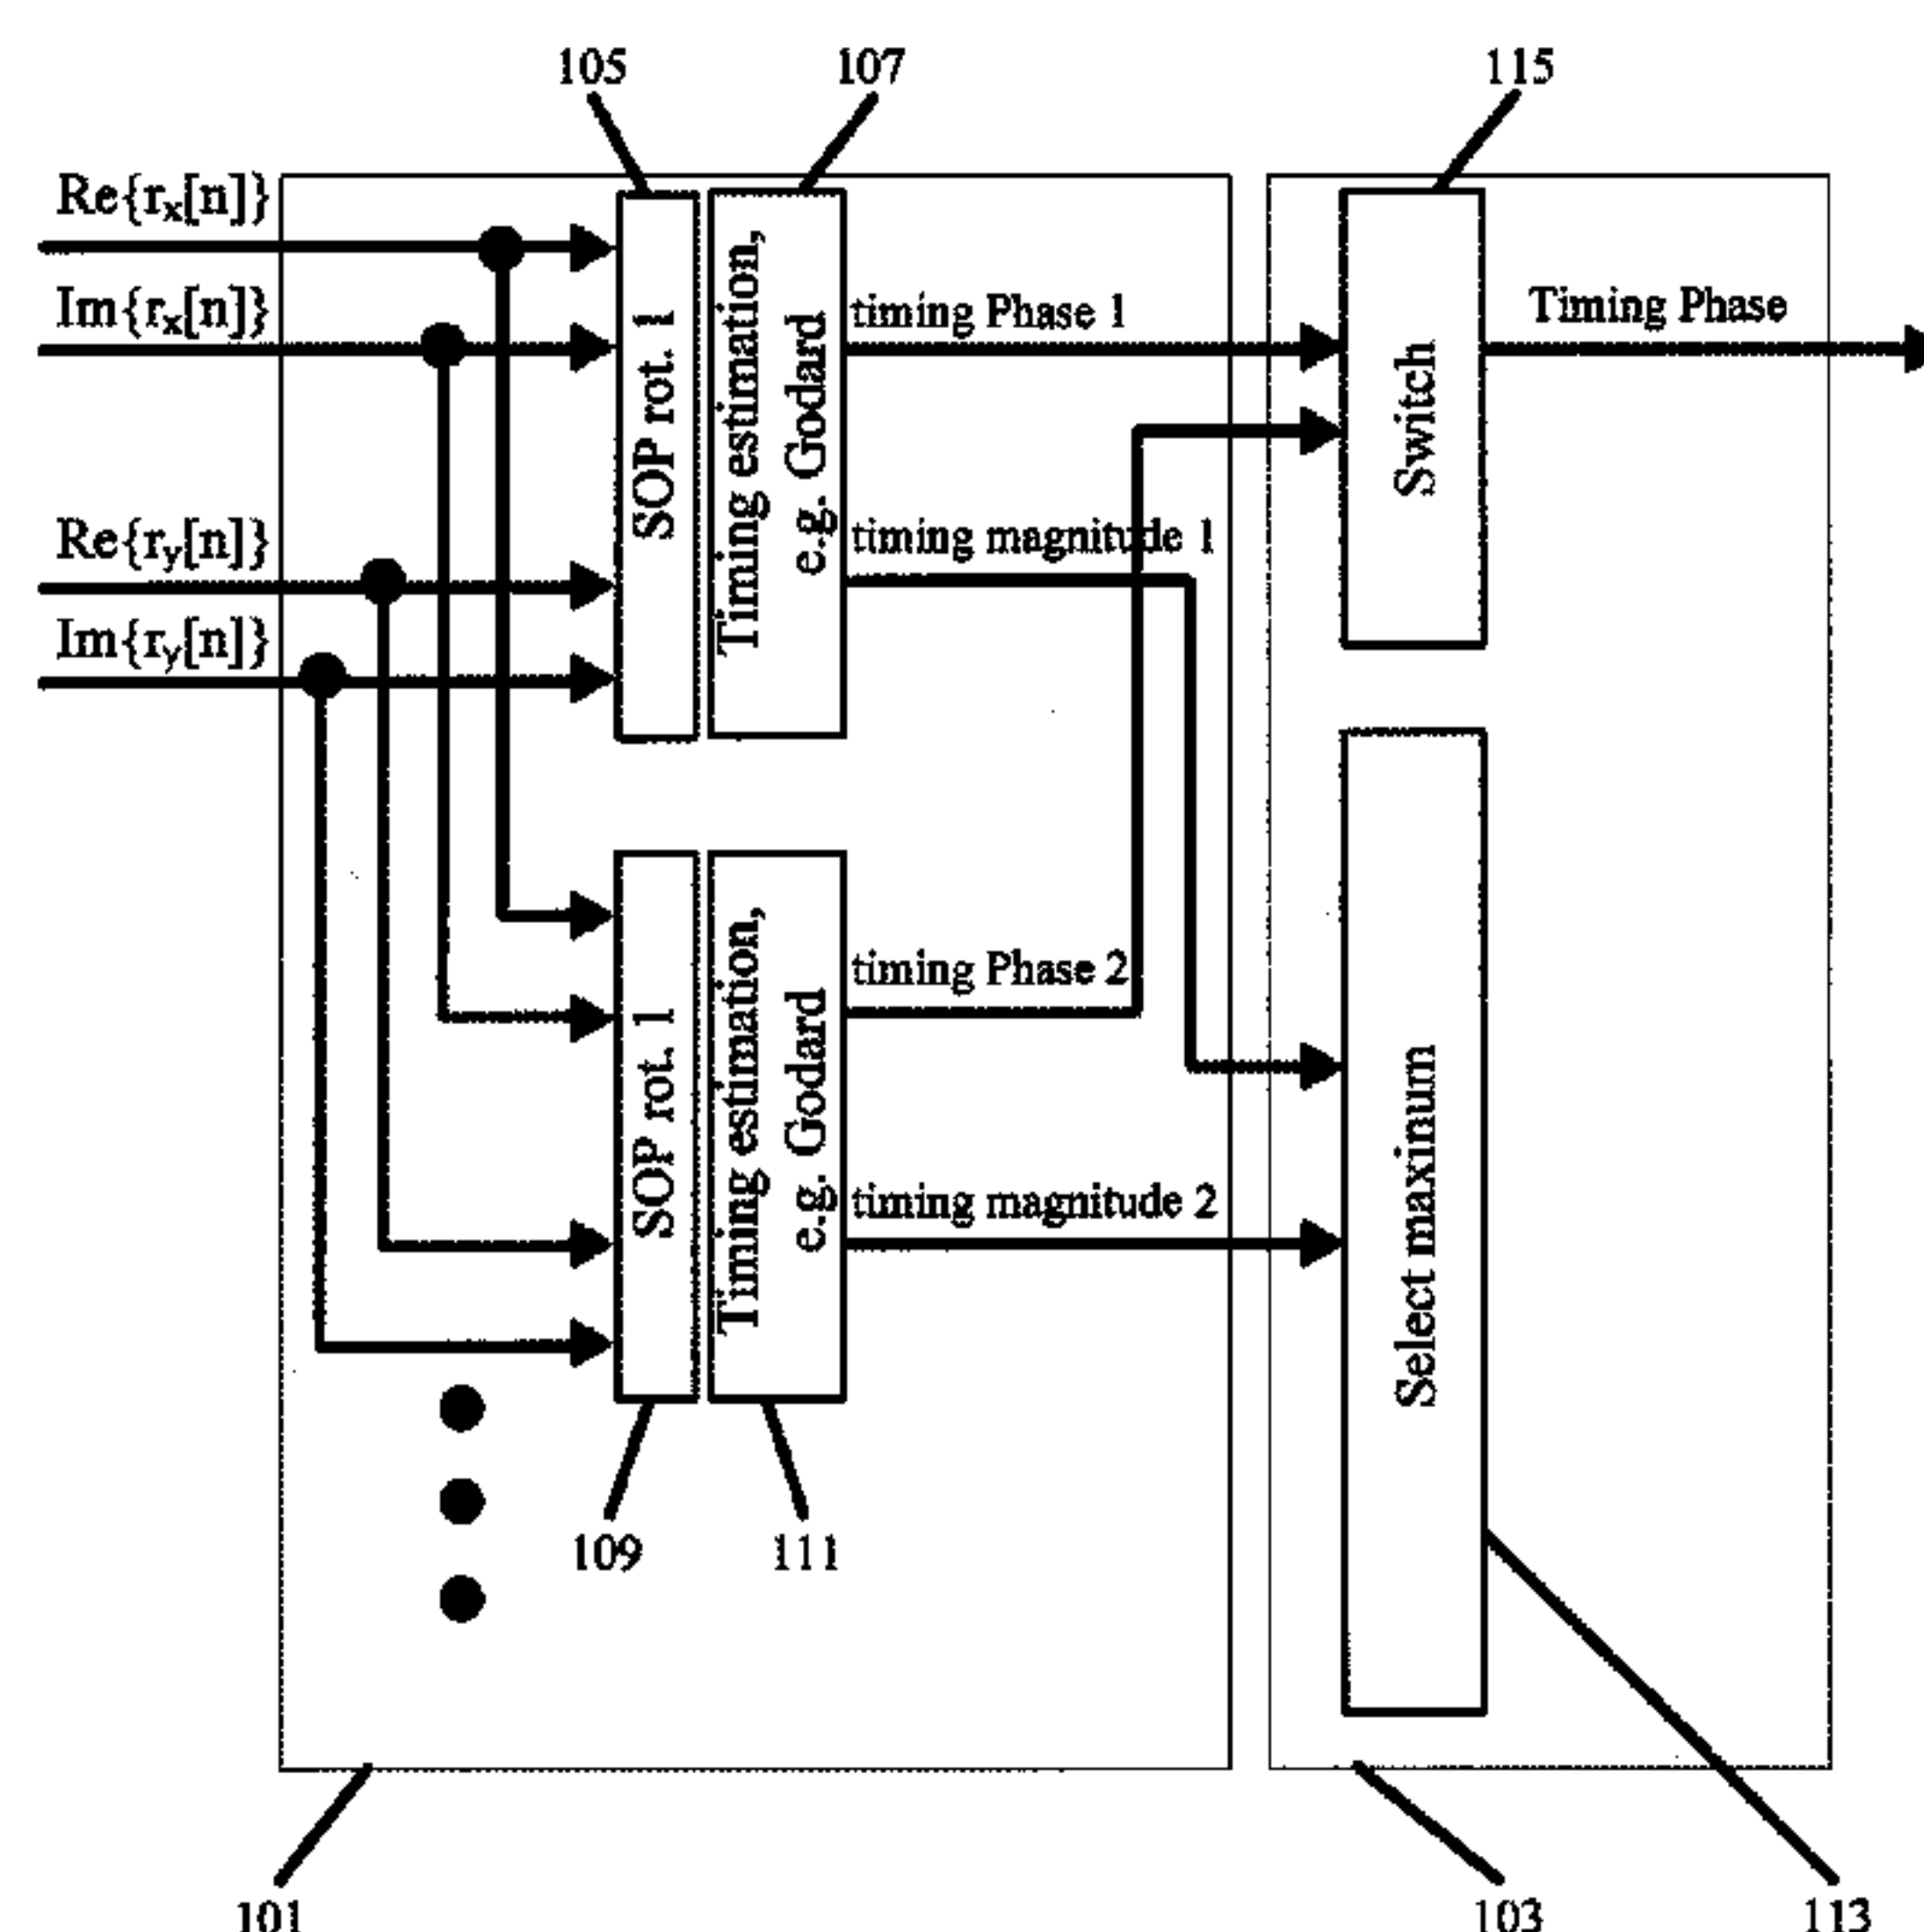 105
107
115
Re{rx[n]}
Im{rx[n]}
Re{ry[n]}
Im{ry[n]}
SOP rot. 1
Timing estimation,
e.g. Godard
timing Phase 1
timing magnitude 1
Switch
Timing Phase
SOP rot. 1
Timing estimation,
e.g. Godard
timing Phase 2
timing magnitude 2
Select maxinum
109
111
101
103
113